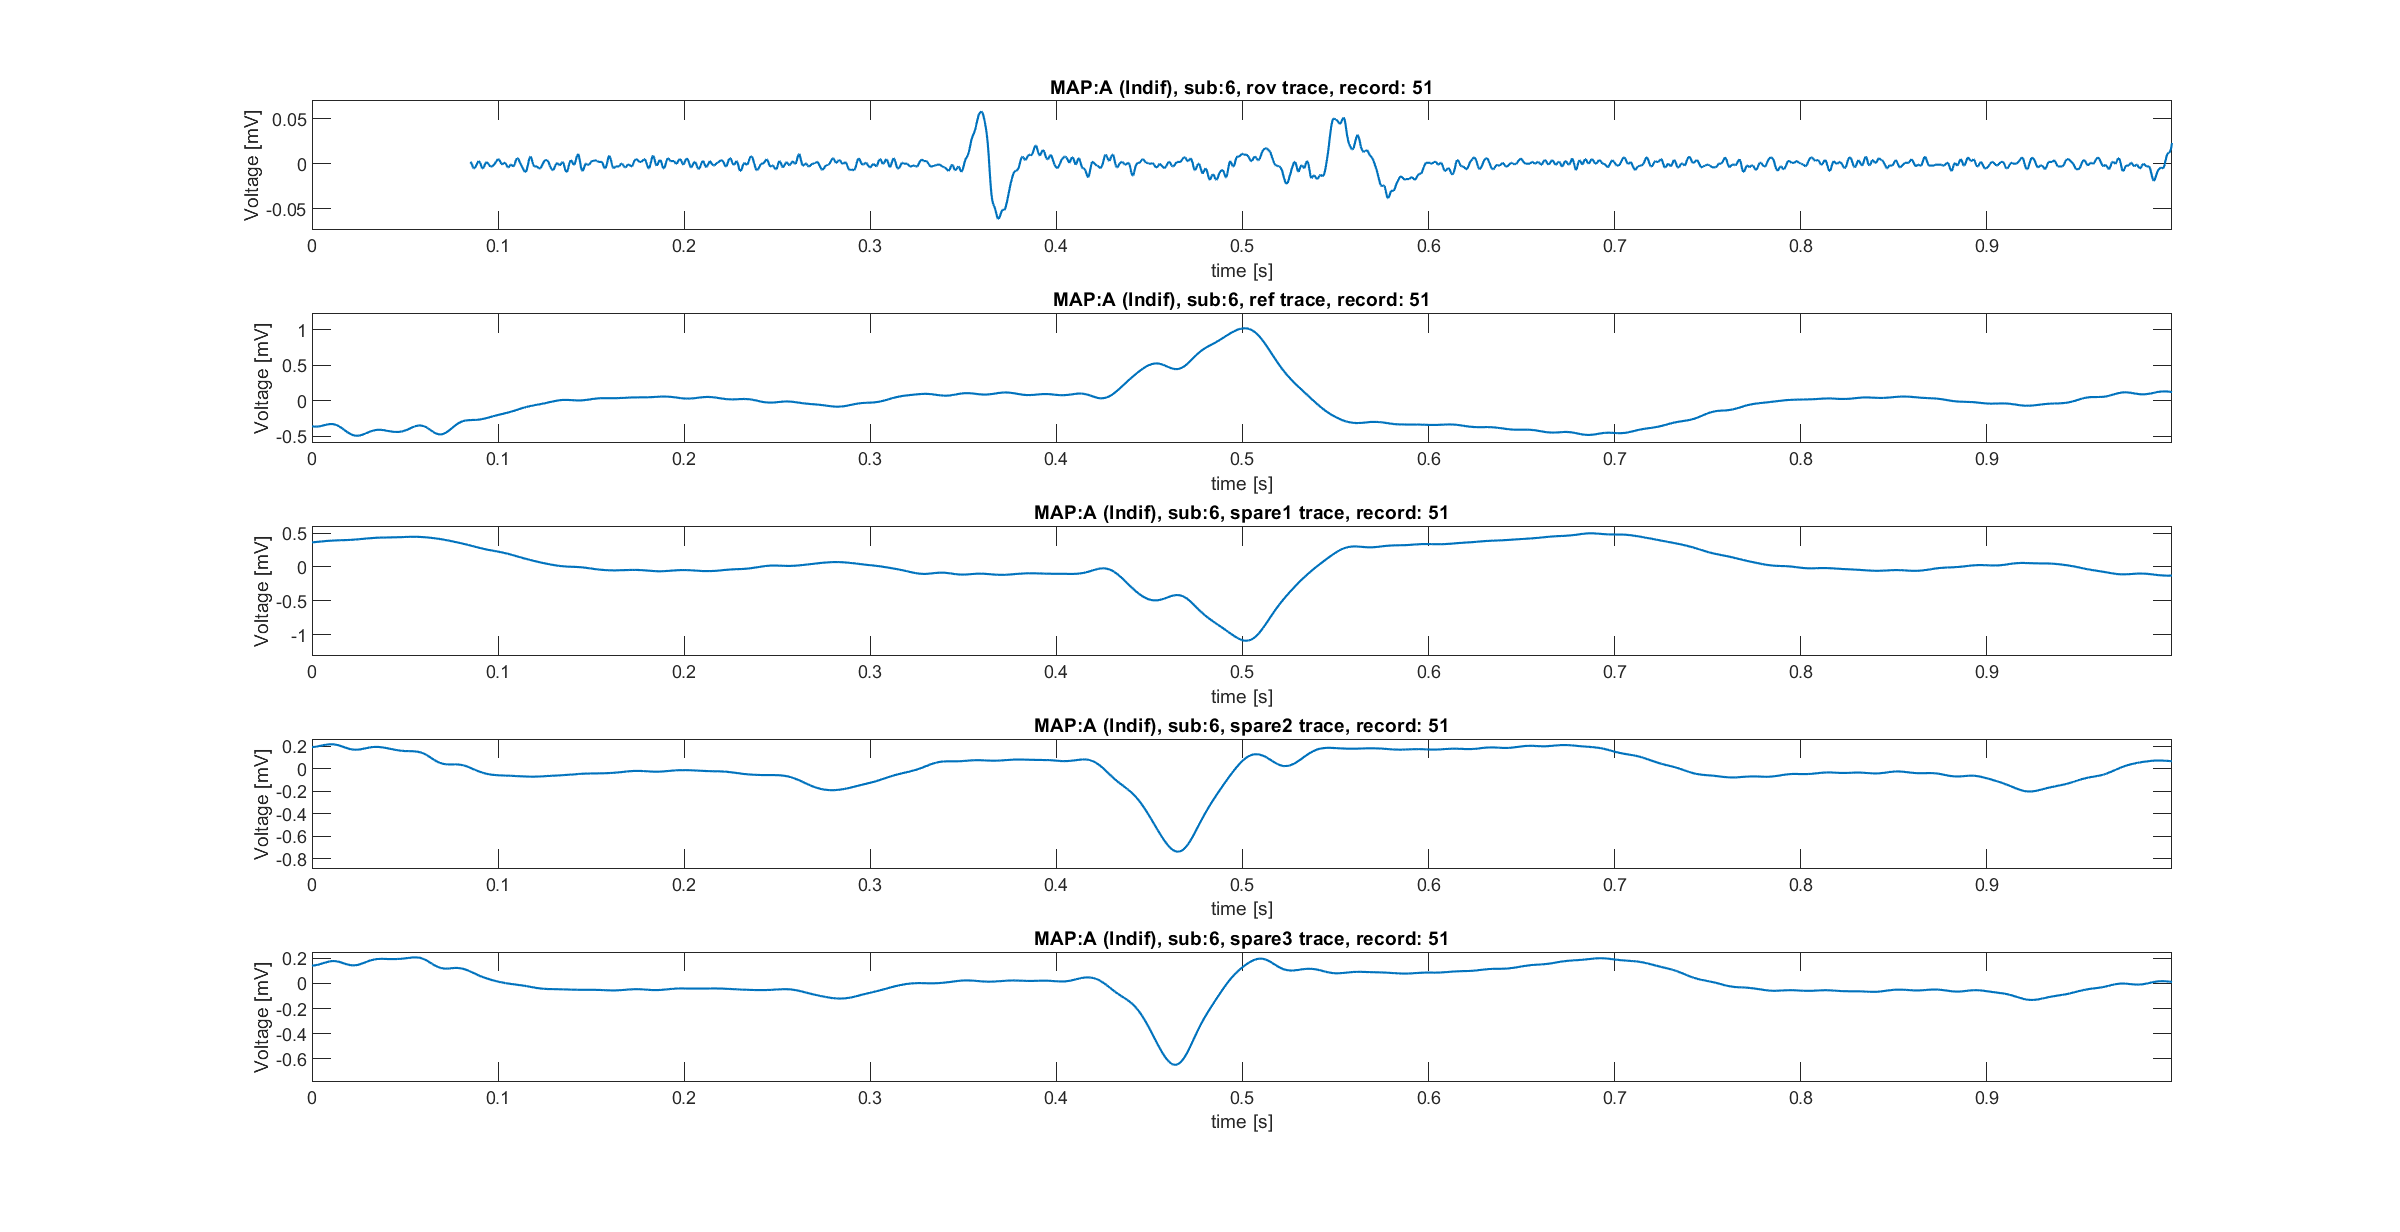 MAP:A (Indif), sub:6, rov trace, record: 51
Voltage [mV]
0.05
0
-0.05
0 0.1 0.2 0.3 0.4 0.5 0.6 0.7 0.8 0.9
time [s]
MAP:A (Indif), sub:6, ref trace, record: 51
Voltage [mV]
1
0.5
0
-0.5
0 0.1 0.2 0.3 0.4 0.5 0.6 0.7 0.8 0.9
time [s]
MAP:A (Indif), sub:6, spare1 trace, record: 51
Voltage [mV]
0.5
0
-0.5
-1
0 0.1 0.2 0.3 0.4 0.5 0.6 0.7 0.8 0.9
time [s]
MAP:A (Indif), sub:6, spare2 trace, record: 51
Voltage [mV]
0.2
0
-0.2
-0.4
-0.6
-0.8
0 0.1 0.2 0.3 0.4 0.5 0.6 0.7 0.8 0.9
time [s]
MAP:A (Indif), sub:6, spare3 trace, record: 51
Voltage [mV]
0.2
0
-0.2
-0.4
-0.6
0 0.1 0.2 0.3 0.4 0.5 0.6 0.7 0.8 0.9
time [s]